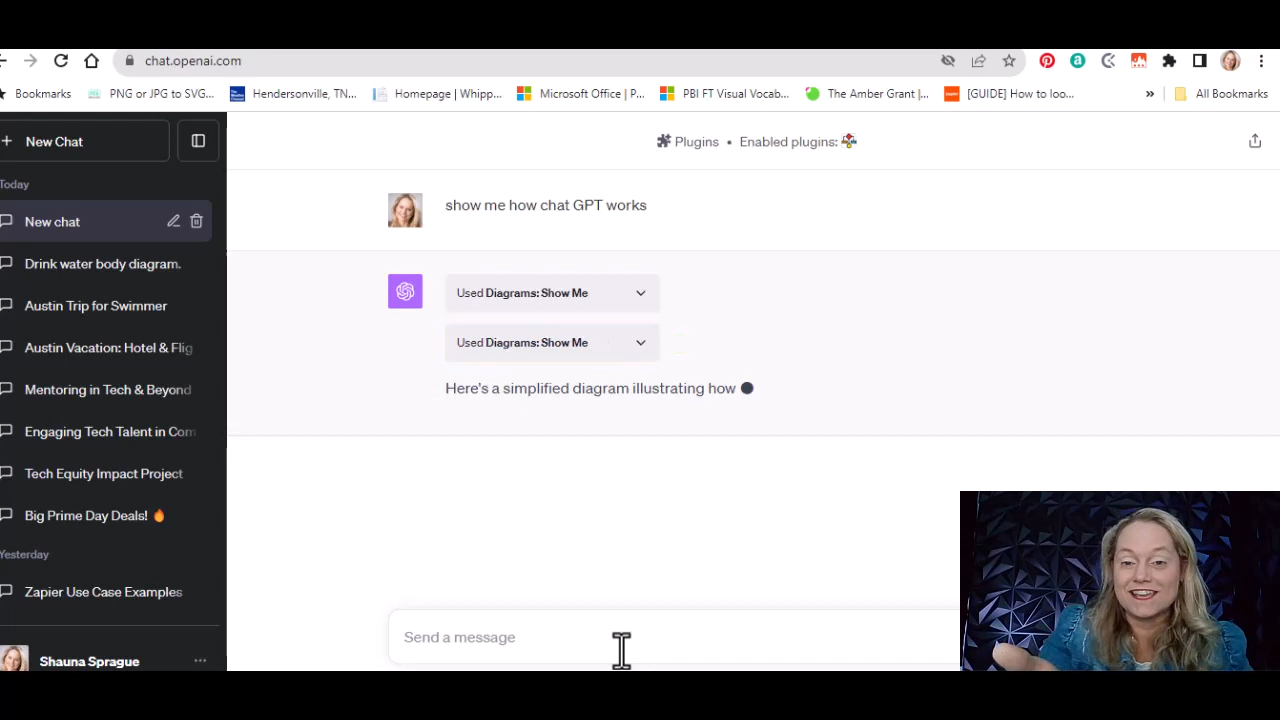 chat.openai.com
Bookmarks
PNG or JPG to SVG...
Hendersonville, TN...
Homepage | Whipp...
Microsoft Office | P...
PBI FT Visual Vocab...
The Amber Grant |...
[GUIDE] How to loo...
»
All Bookmarks
+ New Chat
Plugins • Enabled plugins:
Today
New chat
Drink water body diagram.
Austin Trip for Swimmer
Austin Vacation: Hotel & Flig
Mentoring in Tech & Beyond
Engaging Tech Talent in Com
Tech Equity Impact Project
Big Prime Day Deals! 🔥
Yesterday
Zapier Use Case Examples
Shauna Sprague
show me how chat GPT works
Used Diagrams: Show Me
Used Diagrams: Show Me
Here's a simplified diagram illustrating how
Send a message